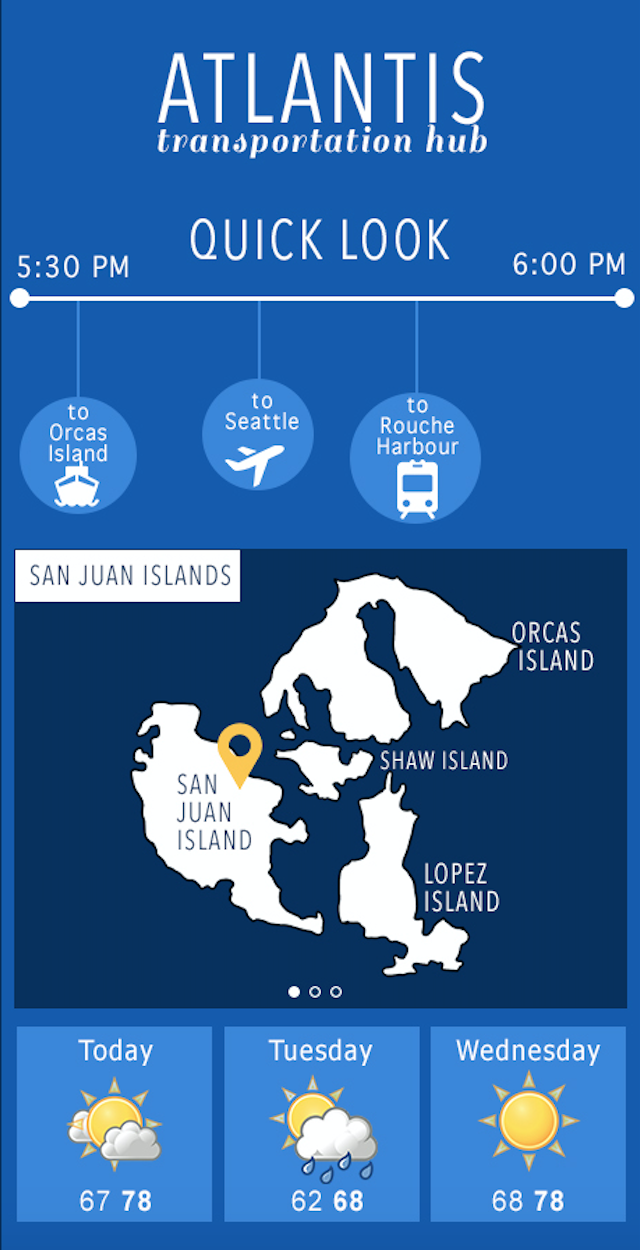 ATLANTIS
transportation hub
QUICK LOOK
5:30 PM
6:00 PM
to
Orcas
Island
to
Seattle
to
Rouche
Harbour
SAN JUAN ISLANDS
ORCAS
ISLAND
SHAW ISLAND
SAN
JUAN
ISLAND
LOPEZ
ISLAND
Today
Tuesday
Wednesday
67 78
62 68
68 78